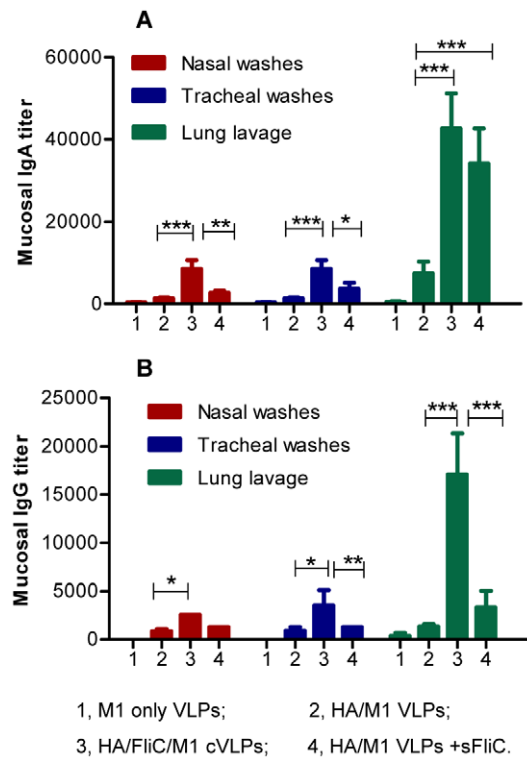 A
Mucosal IgA titer
60000
40000
20000
0
Nasal washes
Tracheal washes
Lung lavage
*** ** *** * *** ***
1 2 3 4 1 2 3 4 1 2 3 4
B
Mucosal IgG titer
25000
20000
15000
10000
5000
0
Nasal washes
Tracheal washes
Lung lavage
* * ** *** ***
1 2 3 4 1 2 3 4 1 2 3 4
1, M1 only VLPs; 2, HA/M1 VLPs;
3, HA/FliC/M1 cVLPs; 4, HA/M1 VLPs +sFliC.